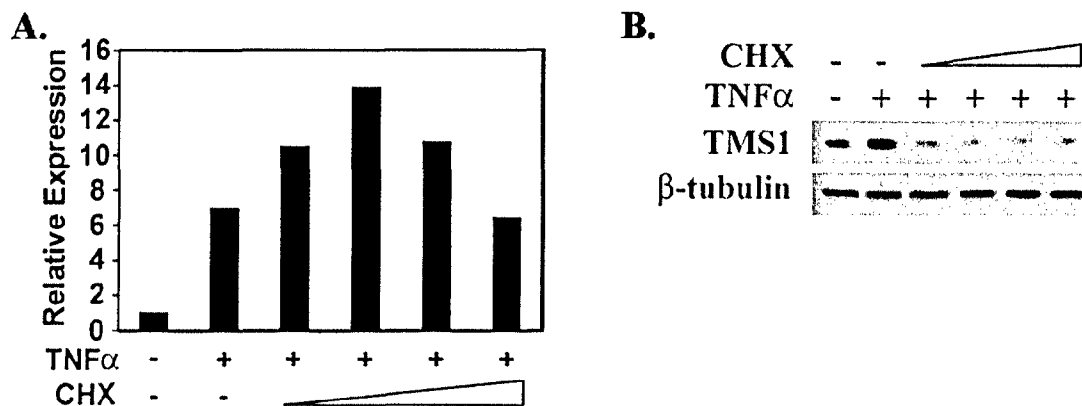 A.
Relative Expression
16
14
12
10
8
6
4
2
0
TNFα - + + + + +
CHX - -
B.
CHX - -
TNFα - + + + + +
TMS1
β-tubulin